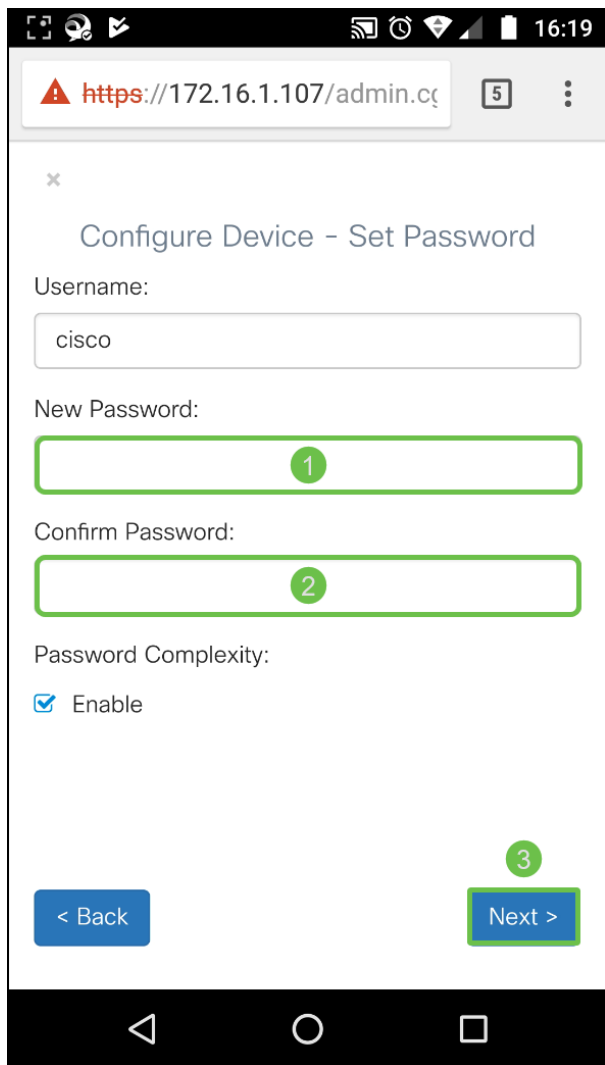 16:19
https://172.16.1.107/admin.cg
5
×
Configure Device - Set Password
Username:
cisco
New Password:
1
Confirm Password:
2
Password Complexity:
Enable
3
< Back Next >